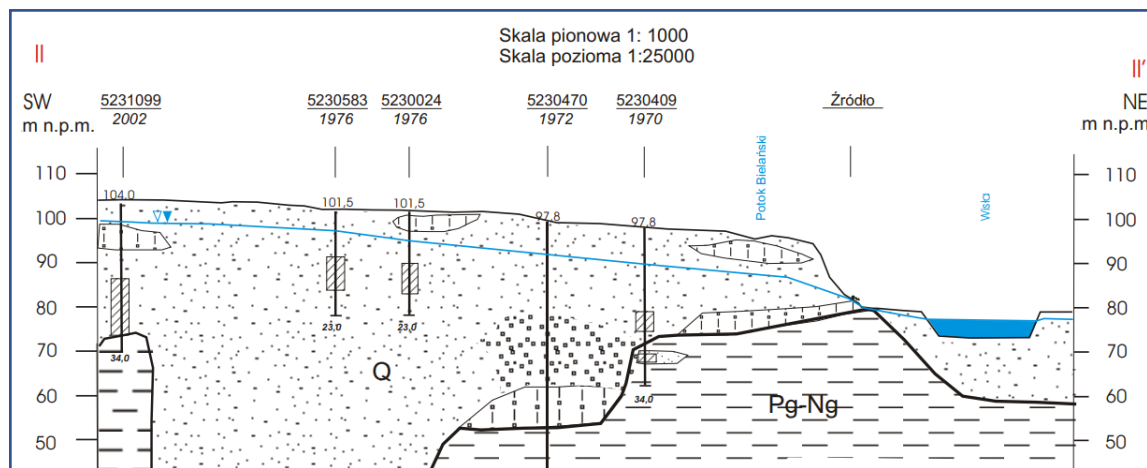 Skala pionowa 1: 1000
Skala pozioma 1:25000
II
II'
SW
NE
m n.p.m.
m n.p.m.
5231099
2002
5230583
1976
5230024
1976
5230470
1972
5230409
1970
Źródło
Potok Bielański
Wisła
110
100
90
80
70
60
50
110
100
90
80
70
60
50
104,0
101,5
101,5
97,8
97,8
34,0
23,0
23,0
34,0
Q
Pg-Ng